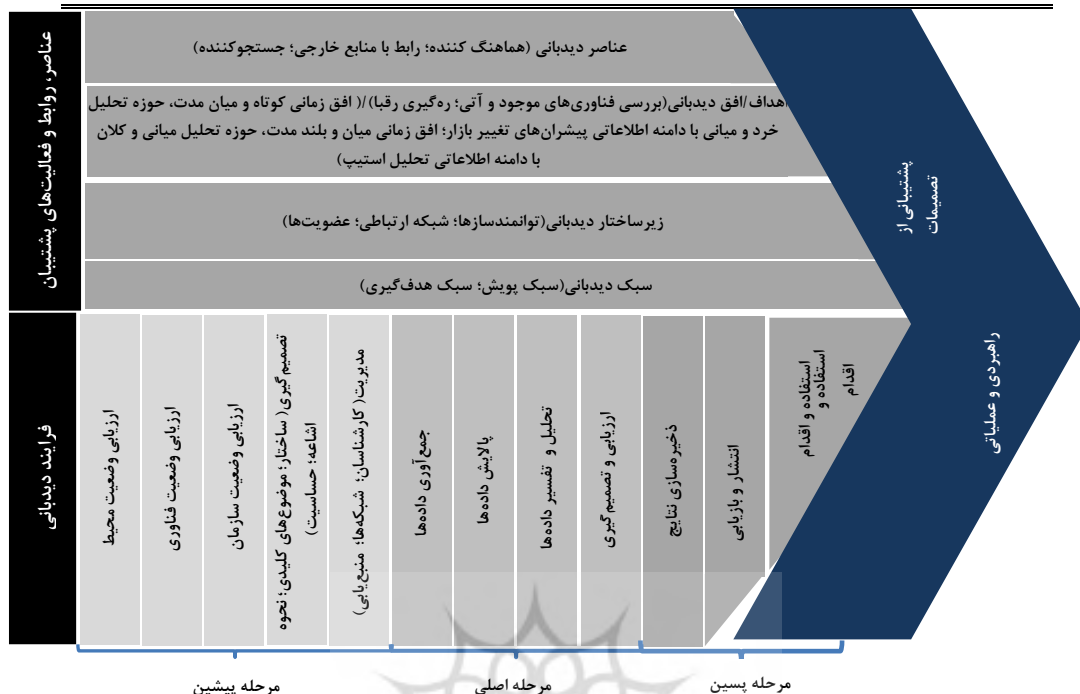 عناصر، روابط و فعالیت‌های پشتیبان
عناصر دیدبانی (هماهنگ کننده؛ رابط با منابع خارجی؛ جستجوکننده)
اهداف/افق دیدبانی(بررسی فناوری‌های موجود و آتی؛ ره‌گیری رقبا)/( افق زمانی کوتاه و میان مدت، حوزه تحلیل
خرد و میانی با دامنه اطلاعاتی پیشران‌های تغییر بازار؛ افق زمانی میان و بلند مدت، حوزه تحلیل میانی و کلان
با دامنه اطلاعاتی تحلیل استیپ)
زیرساختار دیدبانی(توانمندسازها؛ شبکه ارتباطی؛ عضویت‌ها)
سبک دیدبانی(سبک پویش؛ سبک هدف‌گیری)
پشتیبانی از
تصمیمات
راهبردی و عملیاتی
فرایند دیدبانی
ارزیابی وضعیت محیط
ارزیابی وضعیت فناوری
ارزیابی وضعیت سازمان
تصمیم گیری( ساختار؛ موضوع‌های کلیدی؛ نحوه
اشاعه؛ حساسیت)
مدیریت( کارشناسان؛ شبکه‌ها؛ منبع‌یابی)
جمع‌آوری داده‌ها
پالایش داده‌ها
تحلیل و تفسیر داده‌ها
ارزیابی و تصمیم‌گیری
ذخیره‌سازی نتایج
انتشار و بازیابی
استفاده و اقدام
استفاده و
اقدام
مرحله پیشین
مرحله اصلی
مرحله پسین